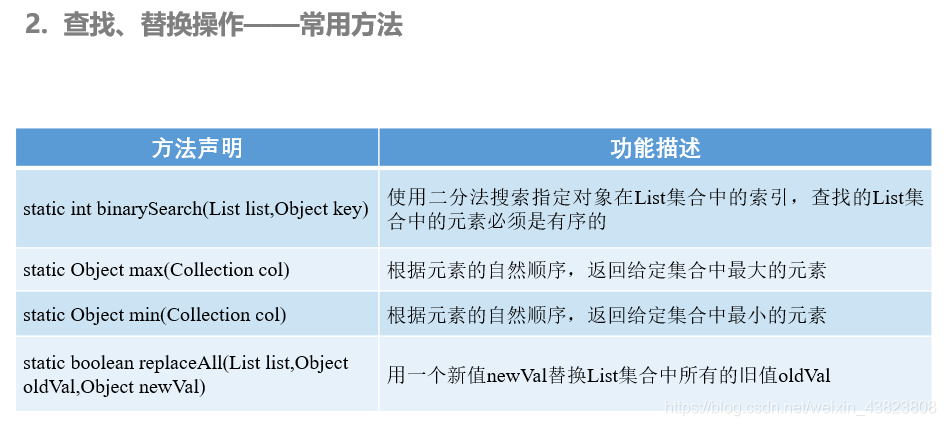 2. 查找、替换操作——常用方法
方法声明
功能描述
static int binarySearch(List list,Object key)
使用二分法搜索指定对象在List集合中的索引，查找的List集
合中的元素必须是有序的
static Object max(Collection col)
根据元素的自然顺序，返回给定集合中最大的元素
static Object min(Collection col)
根据元素的自然顺序，返回给定集合中最小的元素
static boolean replaceAll(List list,Object
oldVal,Object newVal)
用一个新值newVal替换List集合中所有的旧值oldVal
https://blog.csdn.net/weixin_43823808